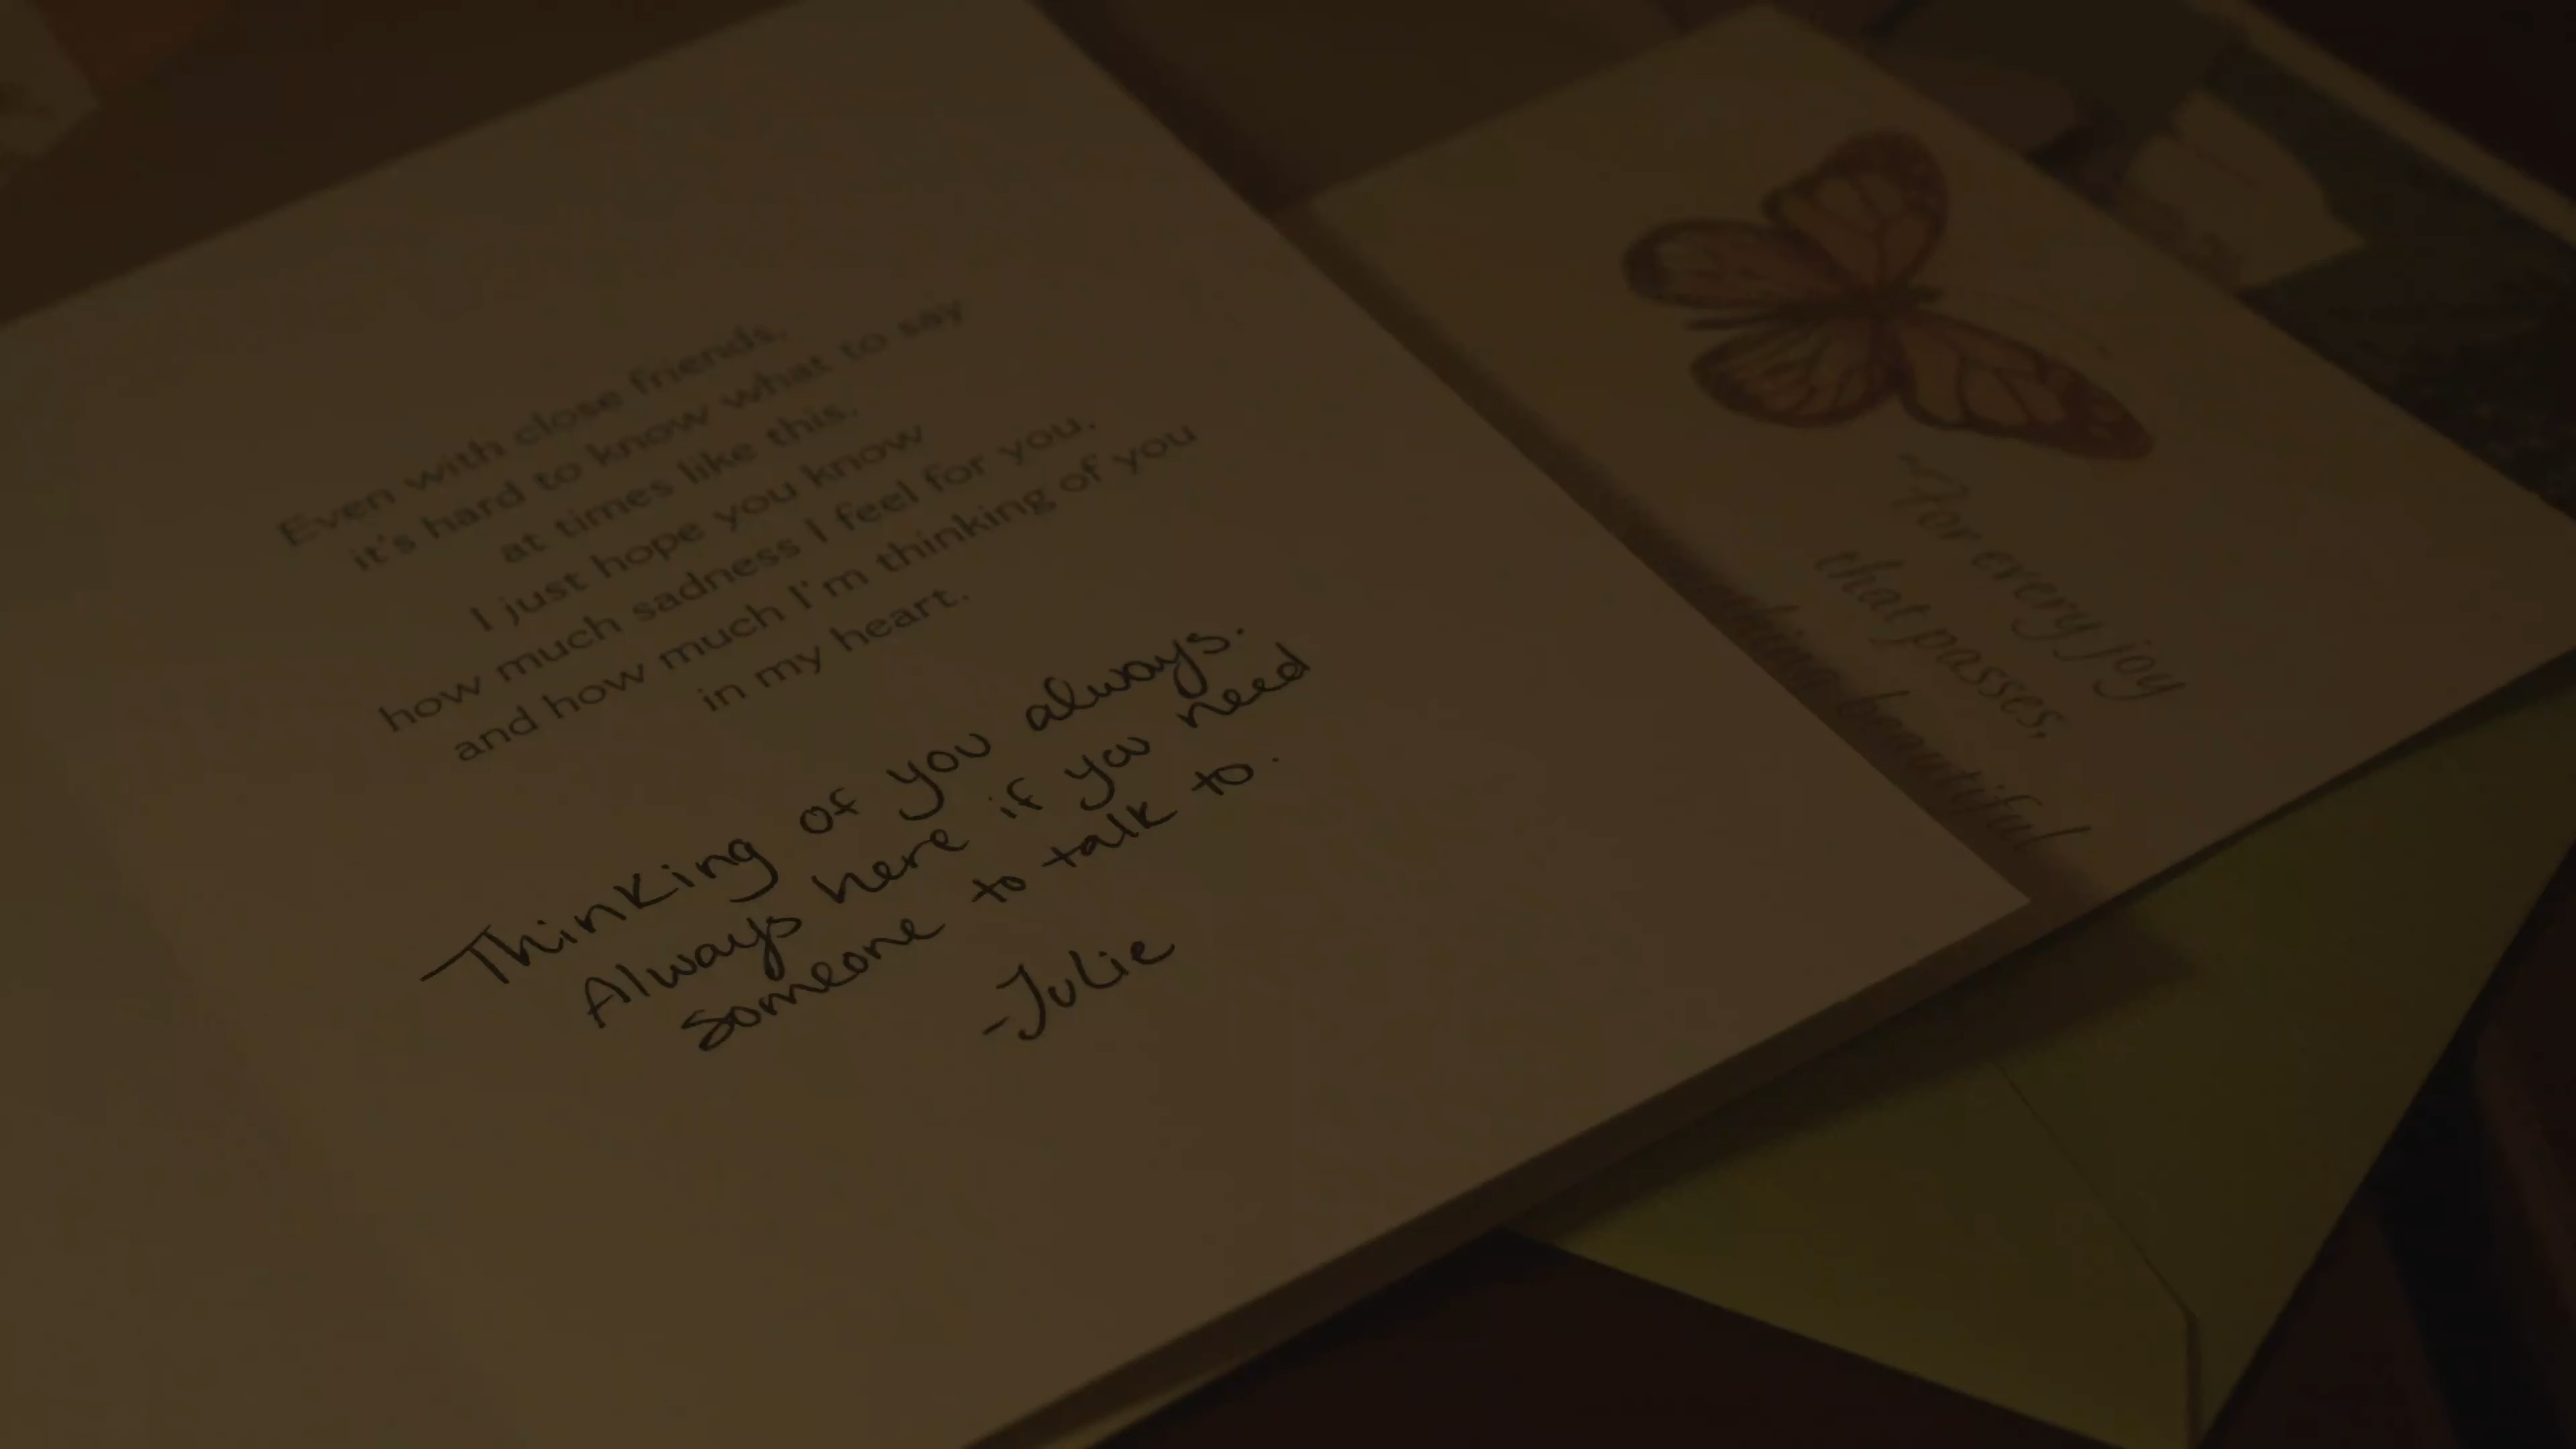 Even with close friends,
it's hard to know what to say
at times like this.
I just hope you know
how much sadness I feel for you.
and how much I'm thinking of you
in my heart.
Thinking of you always.
Always here if you need
someone to talk to.
-Julie
For every joy
that passes,
beautiful